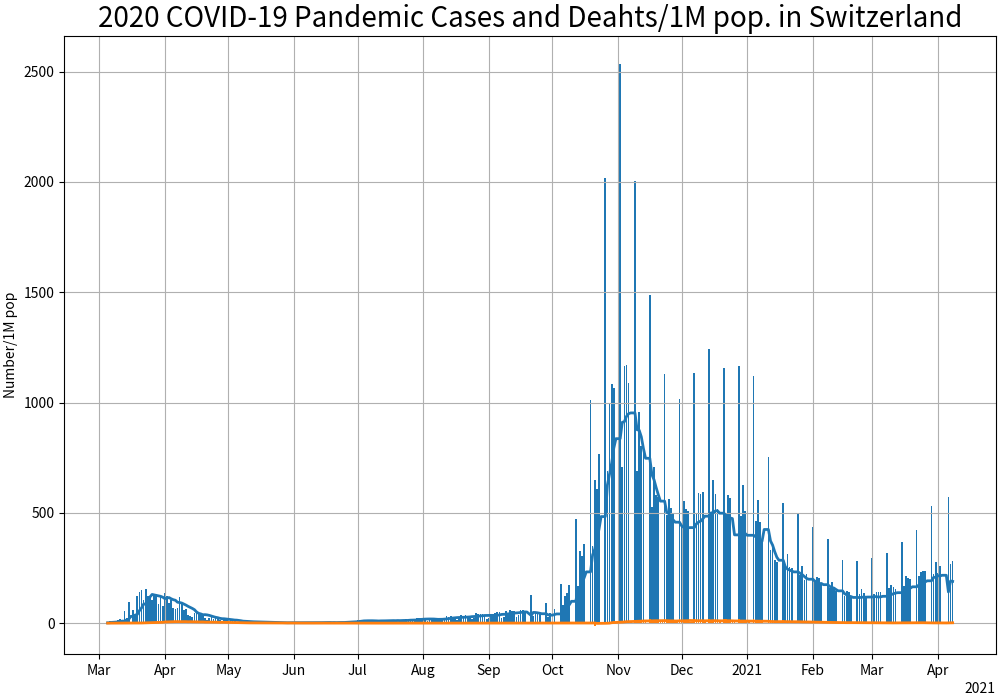 2020 COVID-19 Pandemic Cases and Deahts/1M pop. in Switzerland
2500
2000
1500
1000
500
0
Number/1M pop
Mar Apr May Jun Jul Aug Sep Oct Nov Dec 2021 Feb Mar Apr
2021